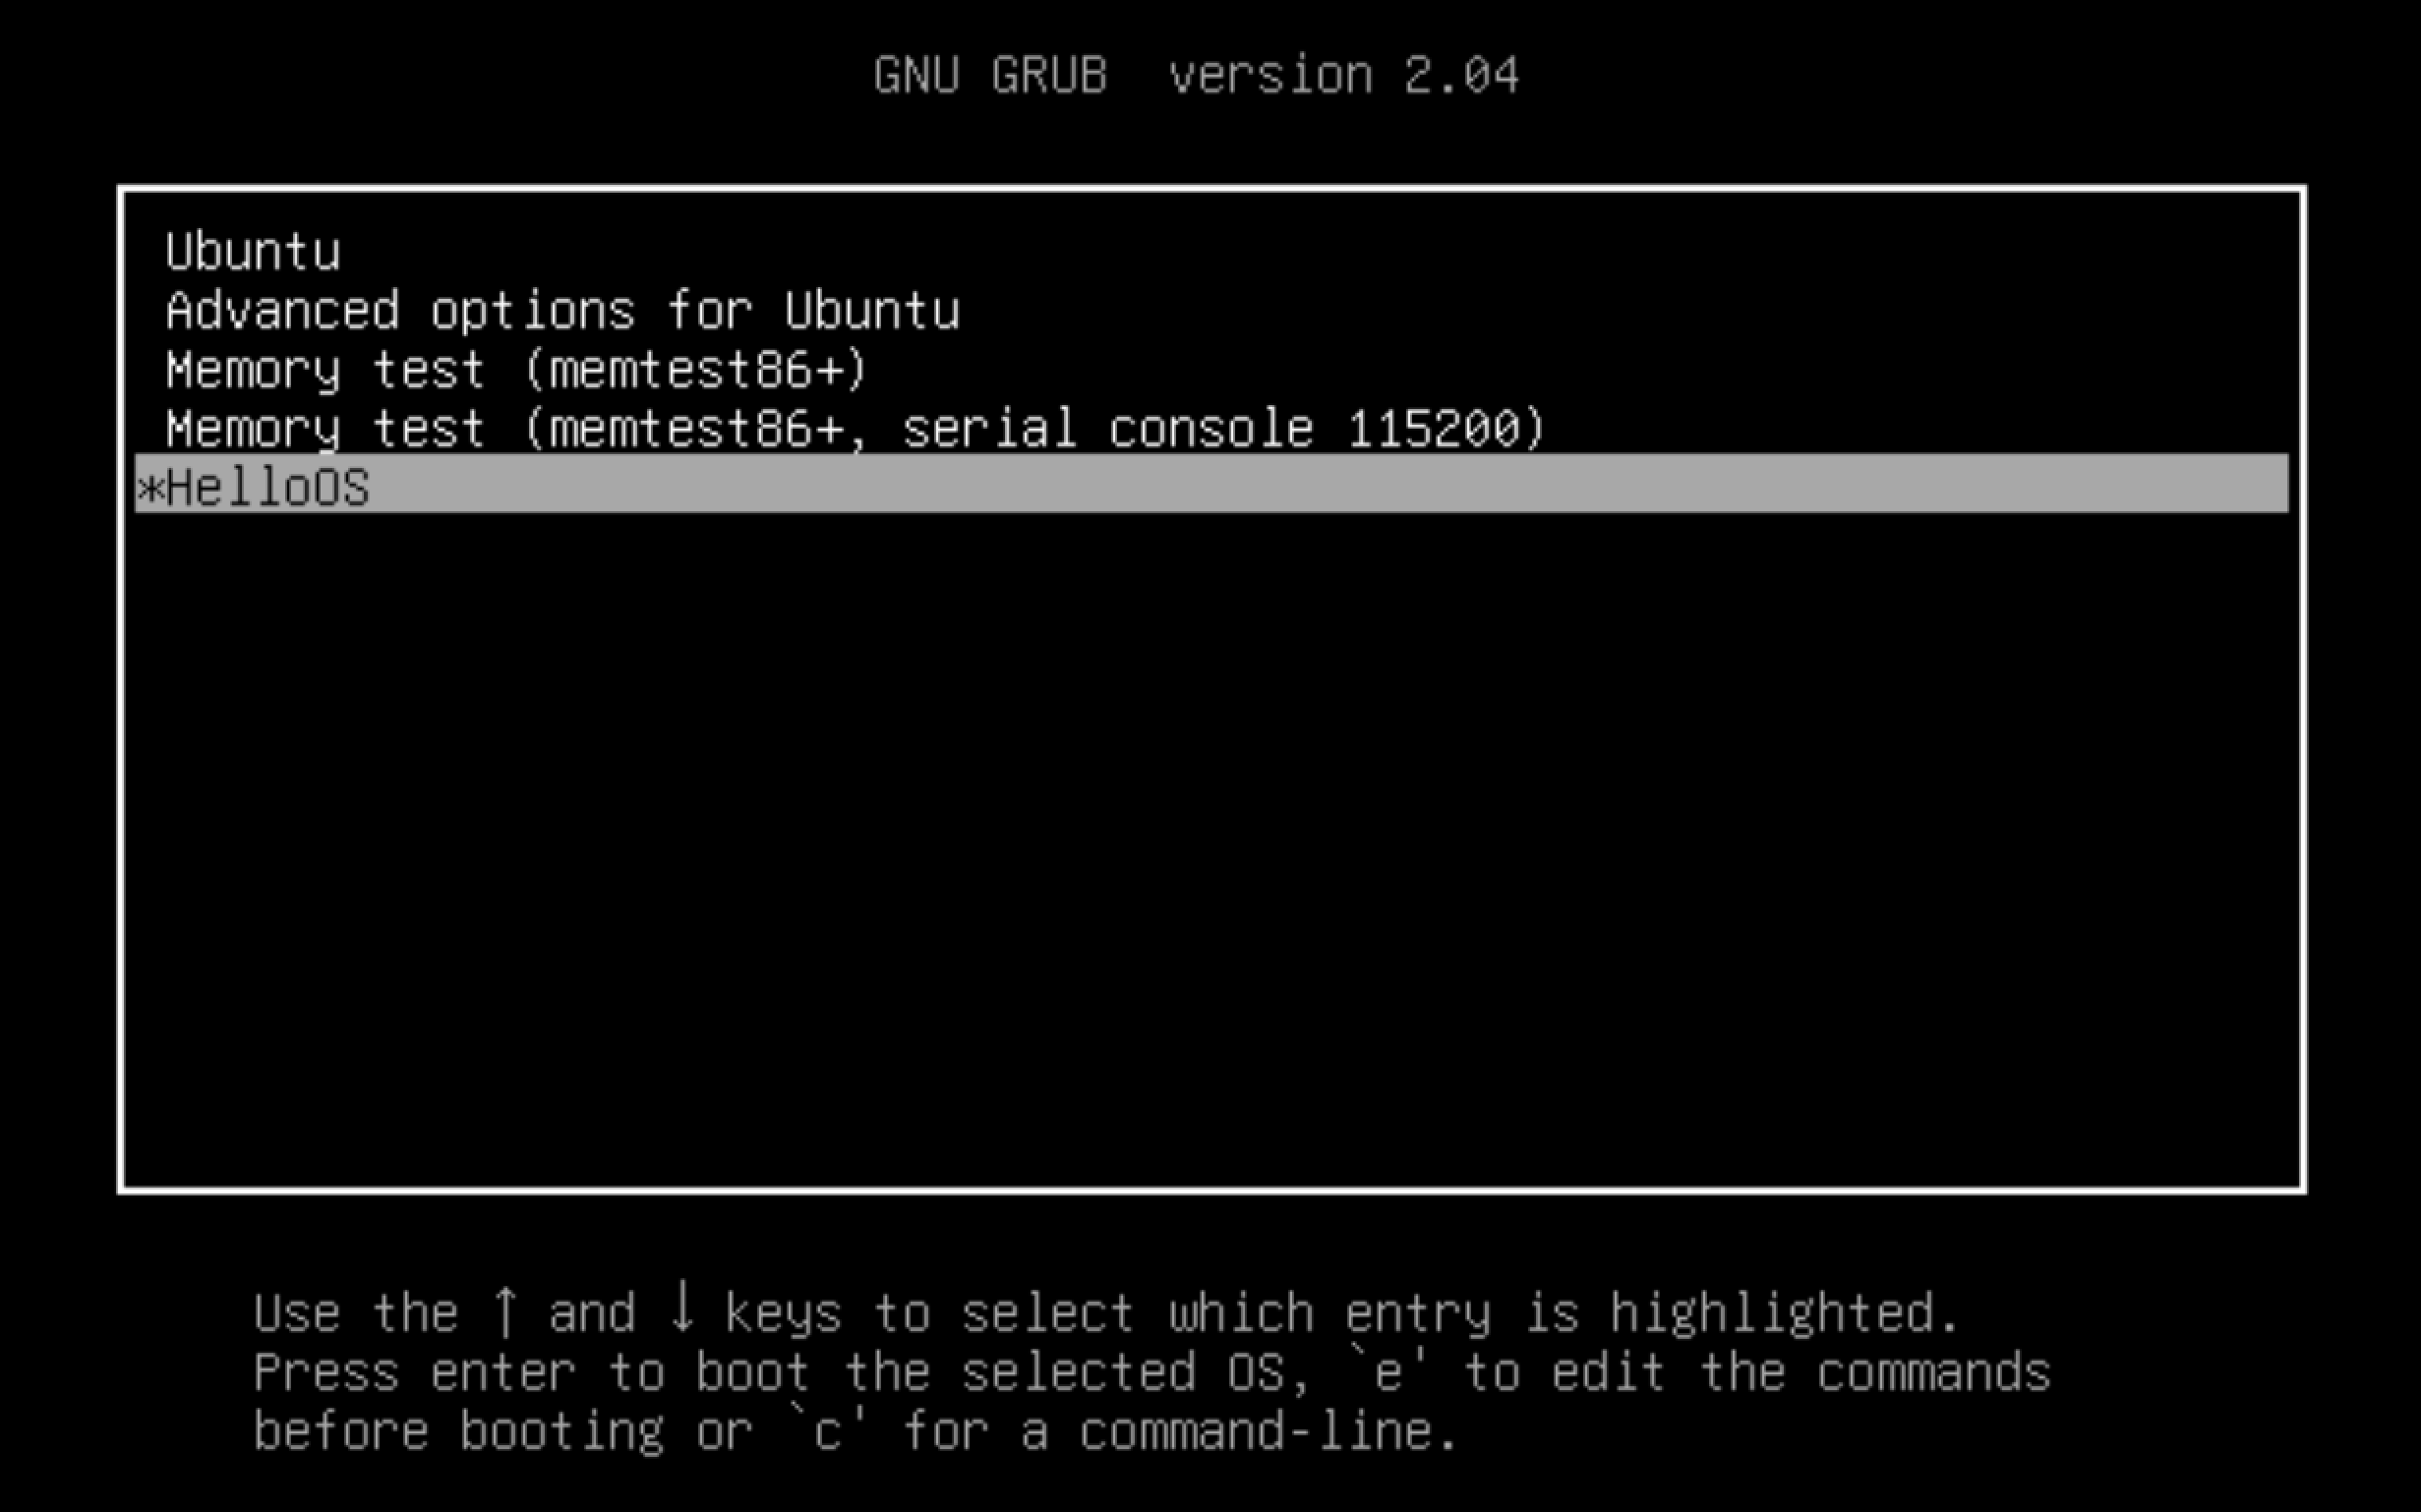 GNU GRUB  version 2.04
Ubuntu
Advanced options for Ubuntu
Memory test (memtest86+)
Memory test (memtest86+, serial console 115200)
*HelloOS
Use the ↑ and ↓ keys to select which entry is highlighted.
Press enter to boot the selected OS, `e' to edit the commands
before booting or `c' for a command-line.